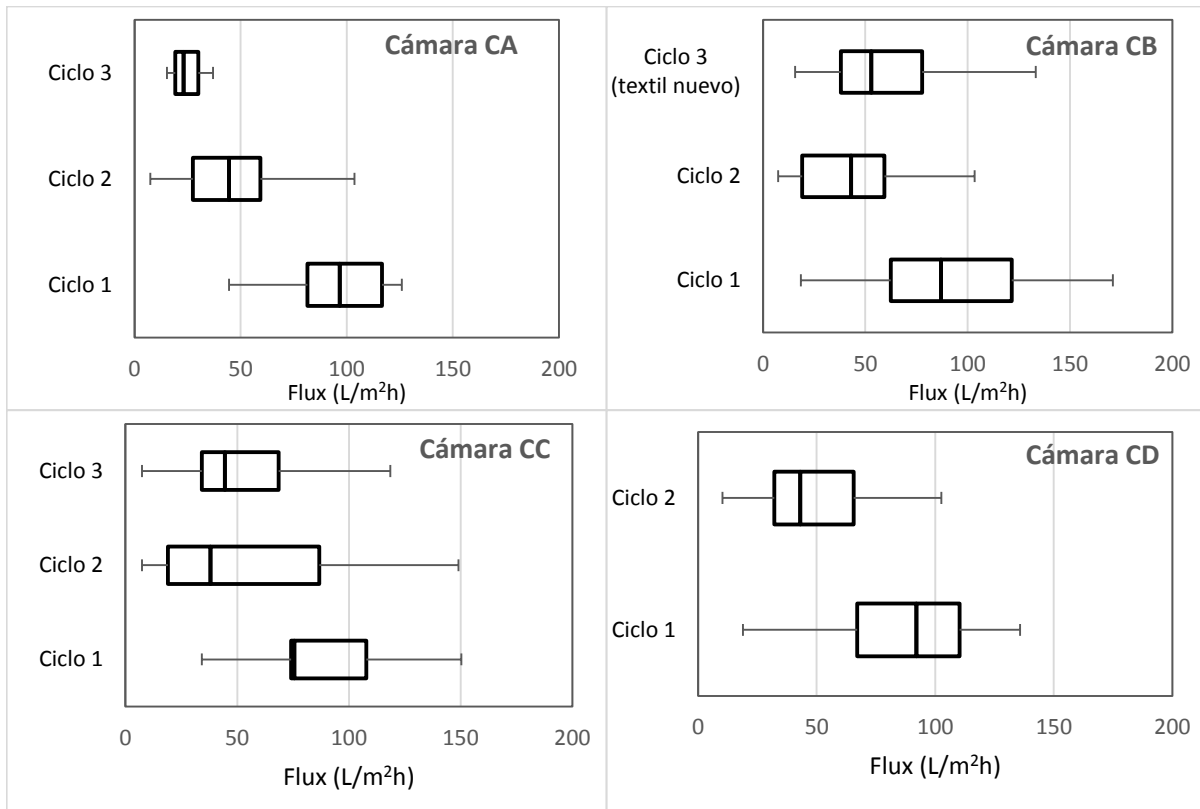 Cámara CA
Ciclo 3
Ciclo 2
Ciclo 1
0 50 100 150 200
Flux (L/m²h)
Cámara CB
Ciclo 3
(textil nuevo)
Ciclo 2
Ciclo 1
0 50 100 150 200
Flux (L/m²h)
Cámara CC
Ciclo 3
Ciclo 2
Ciclo 1
0 50 100 150 200
Flux (L/m²h)
Cámara CD
Ciclo 2
Ciclo 1
0 50 100 150 200
Flux (L/m²h)